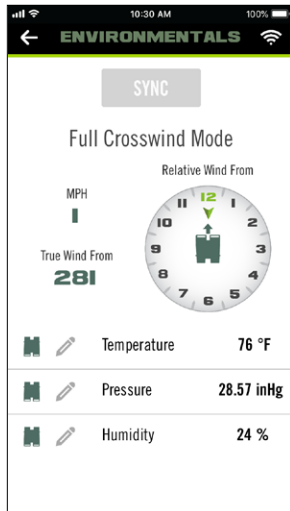 10:30 AM 100%
ENVIRONMENTALS
SYNC
Full Crosswind Mode
Relative Wind From
MPH
1
True Wind From
281
12
1
2
3
4
5
6
7
8
9
10
11
Temperature 76 °F
Pressure 28.57 inHg
Humidity 24 %